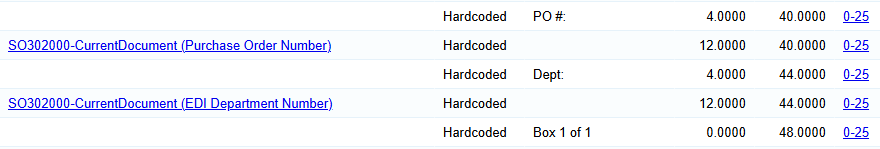 Hardcoded PO #: 4.0000 40.0000 0-25
SO302000-CurrentDocument (Purchase Order Number) Hardcoded 12.0000 40.0000 0-25
Hardcoded Dept: 4.0000 44.0000 0-25
SO302000-CurrentDocument (EDI Department Number) Hardcoded 12.0000 44.0000 0-25
Hardcoded Box 1 of 1 0.0000 48.0000 0-25